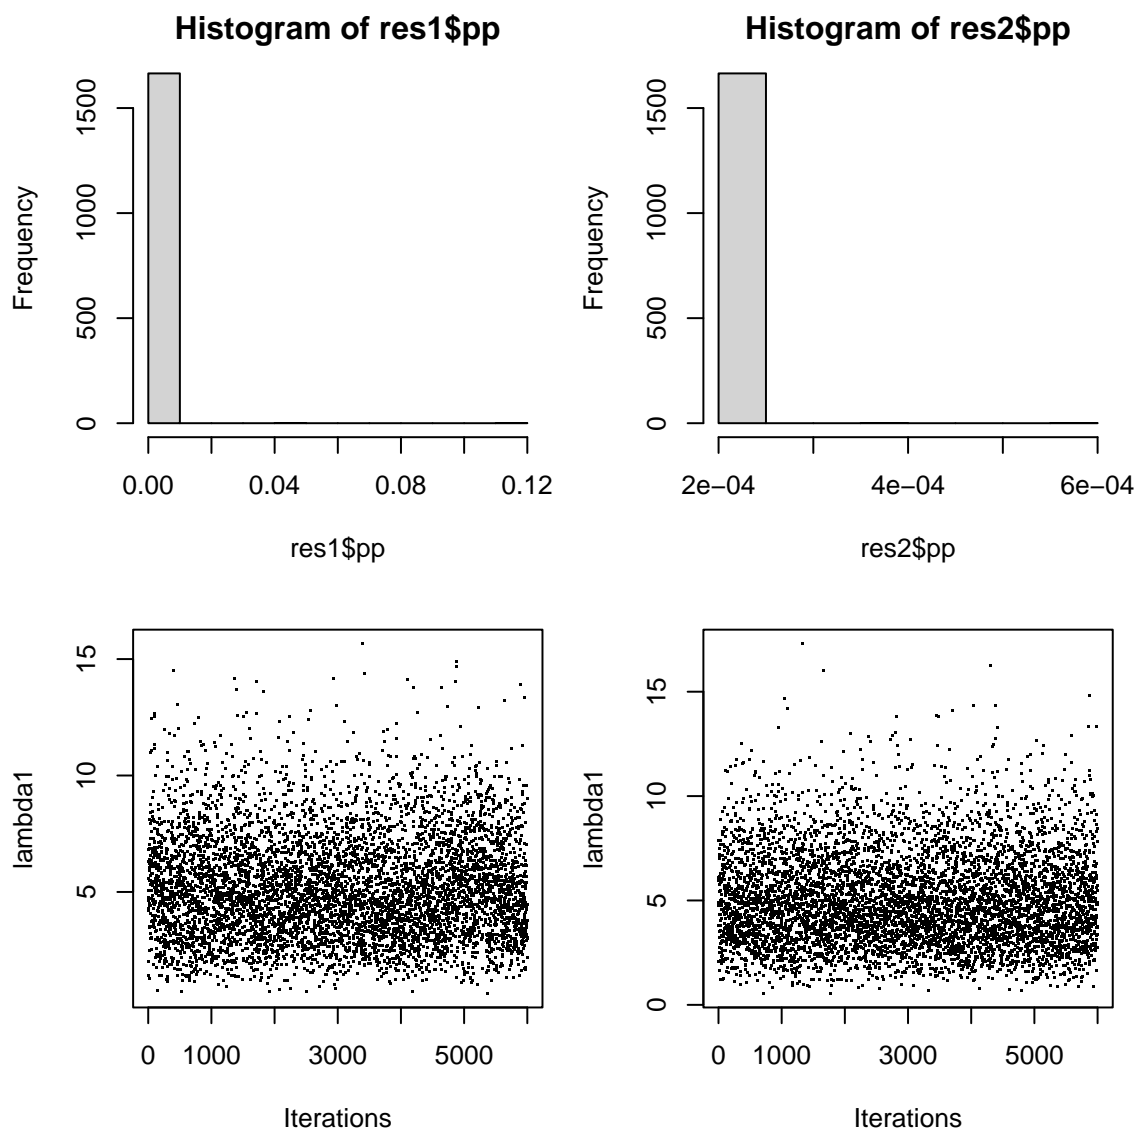 Histogram of res1$pp
Frequency
0 500 1000 1500
0.00 0.04 0.08 0.12
res1$pp
Histogram of res2$pp
Frequency
0 500 1000 1500
2e−04 4e−04 6e−04
res2$pp
lambda1
5 10 15
0 1000 3000 5000
Iterations
lambda1
0 5 10 15
0 1000 3000 5000
Iterations